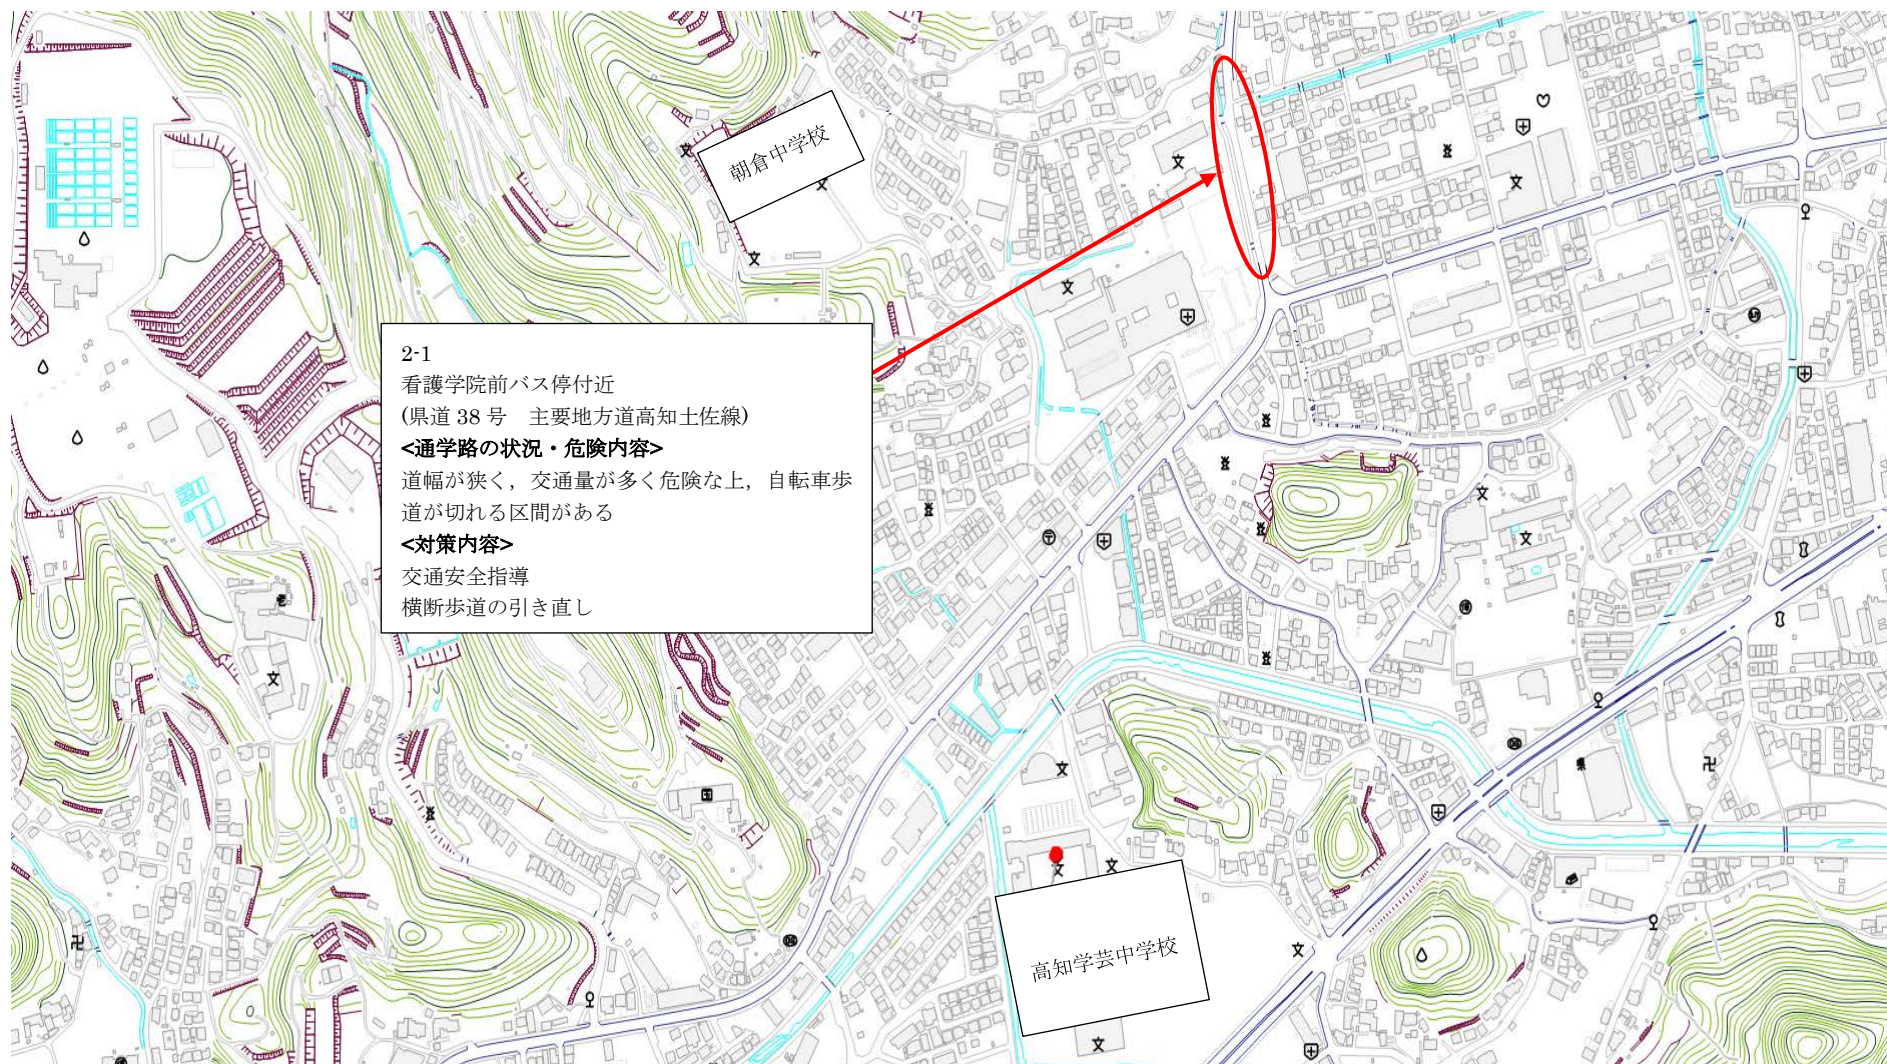 朝倉中学校
2-1
看護学院前バス停付近
(県道 38 号　主要地方道高知土佐線)
<通学路の状況・危険内容>
道幅が狭く，交通量が多く危険な上，自転車歩
道が切れる区間がある
<対策内容>
交通安全指導
横断歩道の引き直し
高知学芸中学校